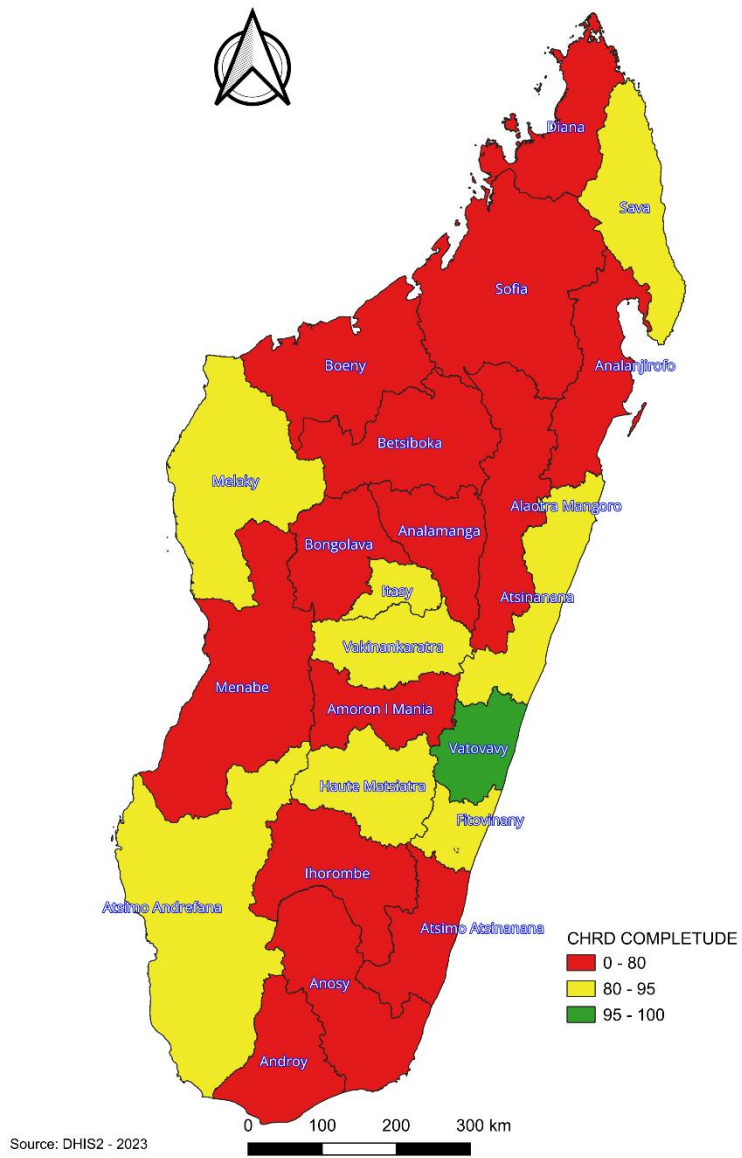 Diana
Sava
Sofia
Boeny
Analanjirofo
Betsiboka
Melaky
Alaotra Mangoro
Analamanga
Bongolava
Itasy
Atsinanana
Vakinankaratra
Menabe
Amoron I Mania
Vatovavy
Haute Matsiatra
Fitovinany
Ihorombe
Atsimo Andrefana
Atsimo Atsinanana
CHRD COMPLETUDE
0 - 80
80 - 95
95 - 100
Anosy
Androy
0 100 200 300 km
Source: DHIS2 - 2023